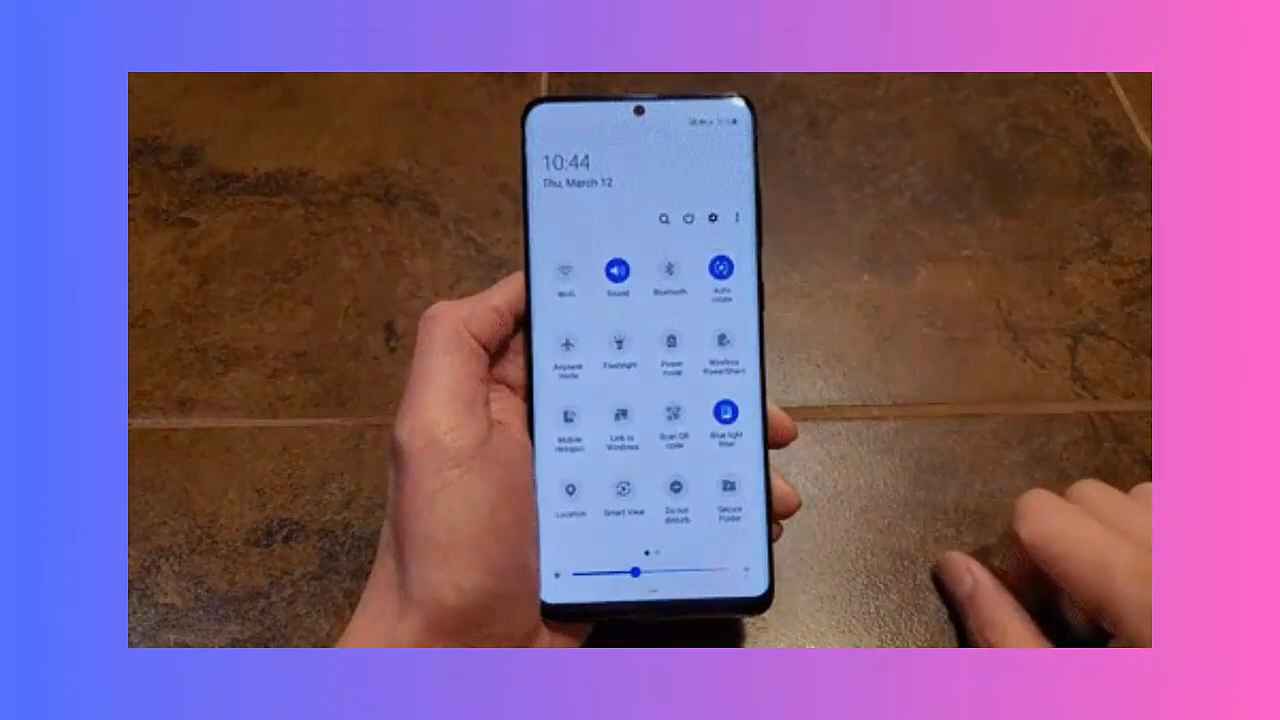 10:44
Thu, March 12
Wi-Fi
Sound
Bluetooth
Auto
rotate
Airplane
mode
Flashlight
Power
mode
Wireless
PowerShare
Mobile
Hotspot
Link to
Windows
Scan QR
code
Blue light
filter
Location
Smart View
Do not
disturb
Secure
Folder